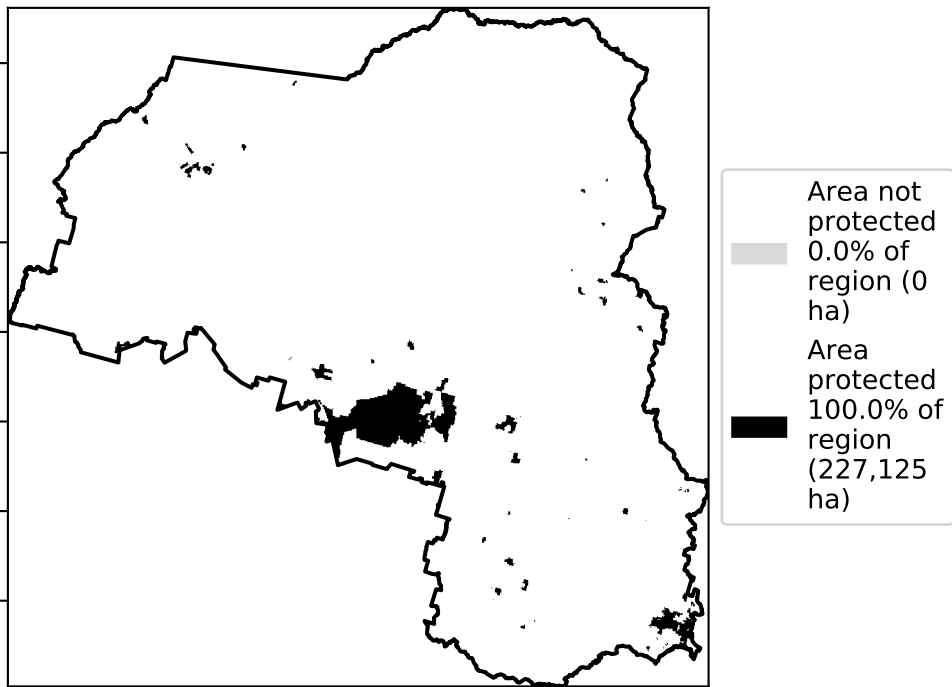 Area not
protected
0.0% of
region (0
ha)
Area
protected
100.0% of
region
(227,125
ha)